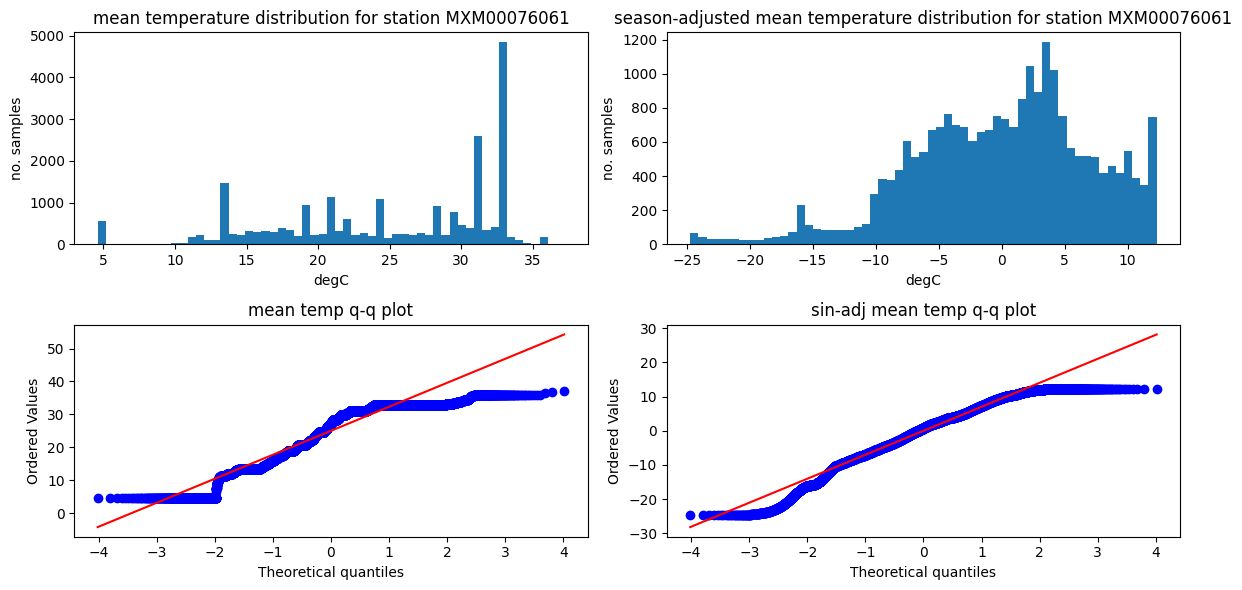 mean temperature distribution for station MXM00076061
no. samples
5000
4000
3000
2000
1000
0
5 10 15 20 25 30 35
degC
season-adjusted mean temperature distribution for station MXM00076061
no. samples
1200
1000
800
600
400
200
0
−25 −20 −15 −10 −5 0 5 10
degC
mean temp q-q plot
Ordered Values
50
40
30
20
10
0
−4 −3 −2 −1 0 1 2 3 4
Theoretical quantiles
sin-adj mean temp q-q plot
Ordered Values
30
20
10
0
−10
−20
−30
−4 −3 −2 −1 0 1 2 3 4
Theoretical quantiles